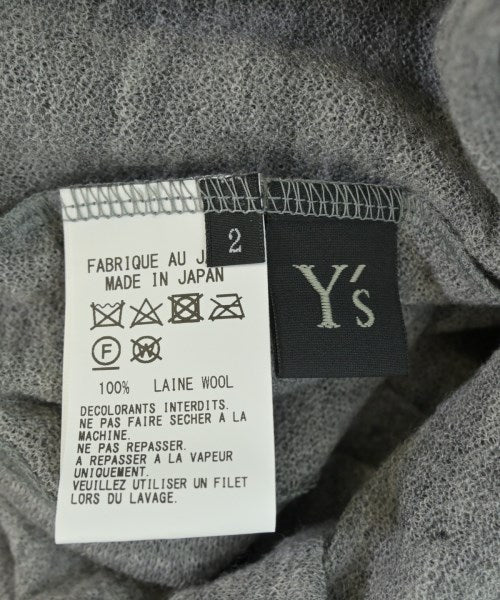 2
Y's
FABRIQUE AU
MADE IN JAPAN
F
W
100% LAINE WOOL
DECOLORANTS INTERDITS.
NE PAS FAIRE SECHER A LA
MACHINE.
NE PAS REPASSER.
A REPASSER A LA VAPEUR
UNIQUEMENT.
VEUILLEZ UTILISER UN FILET
LORS DU LAVAGE.